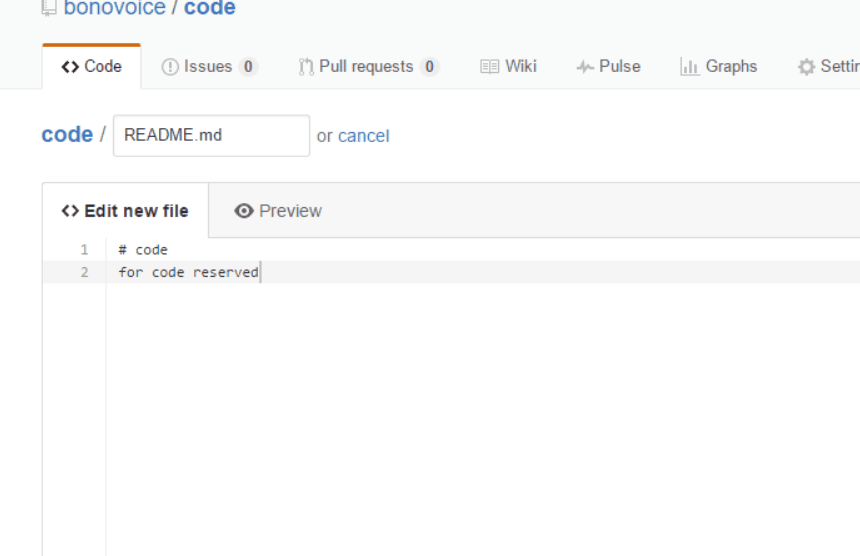 bonovoice / code
Code Issues 0 Pull requests 0 Wiki Pulse Graphs Settin
code / README.md or cancel
Edit new file Preview
1 # code
2 for code reserved